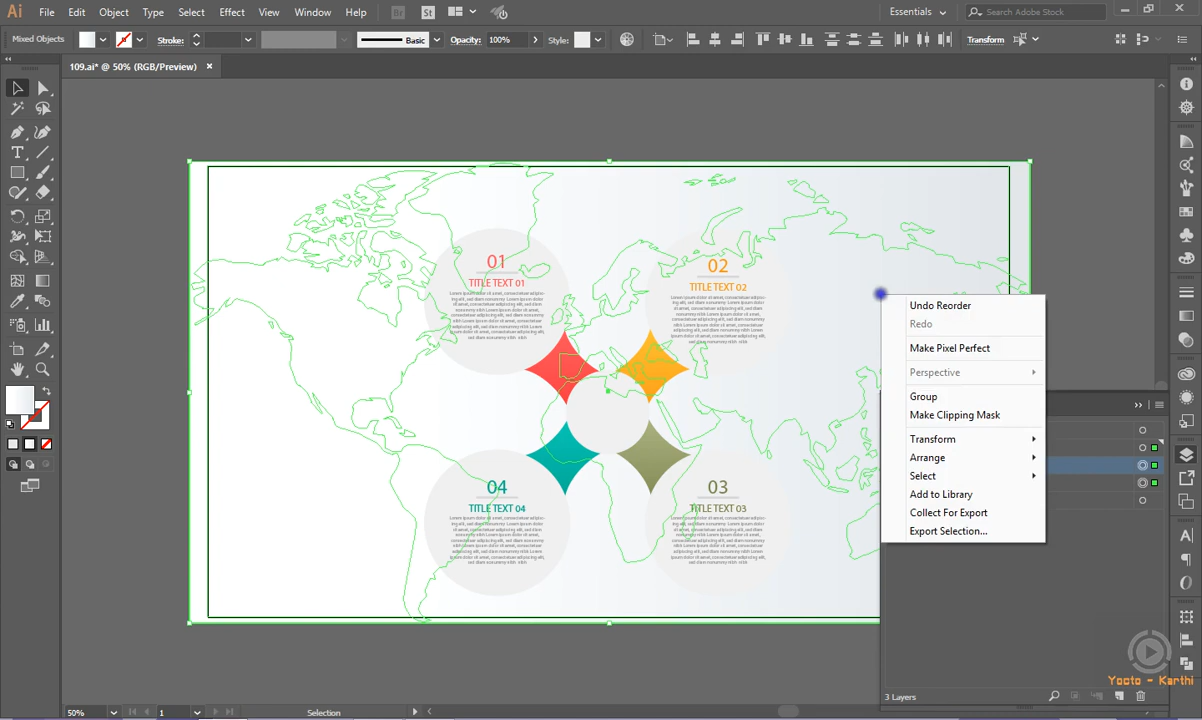 Ai File Edit Object Type Select Effect View Window Help Br St Essentials Search Adobe Stock
Mixed Objects Stroke: Basic Opacity: 100% Style: Transform
109.ai* @ 50% (RGB/Preview) ×
01
TITLE TEXT 01
02
TITLE TEXT 02
04
TITLE TEXT 04
03
TITLE TEXT 03
Undo Reorder
Redo
Make Pixel Perfect
Perspective
Group
Make Clipping Mask
Transform
Arrange
Select
Add to Library
Collect For Export
Export Selection...
Yooto - Karthi
3 Layers
50% 1 Selection